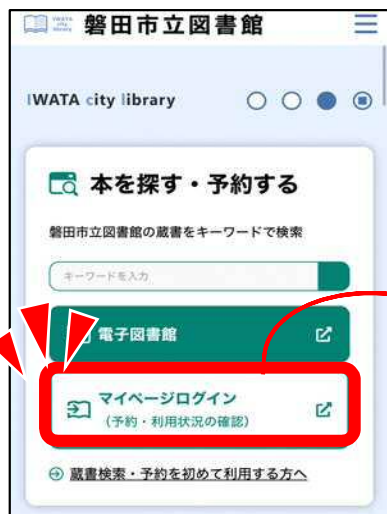 磐田市立図書館
IWATA city library
本を探す・予約する
磐田市立図書館の蔵書をキーワードで検索
キーワードを入力
電子図書館
マイページログイン
（予約・利用状況の確認）
蔵書検索・予約を初めて利用する方へ